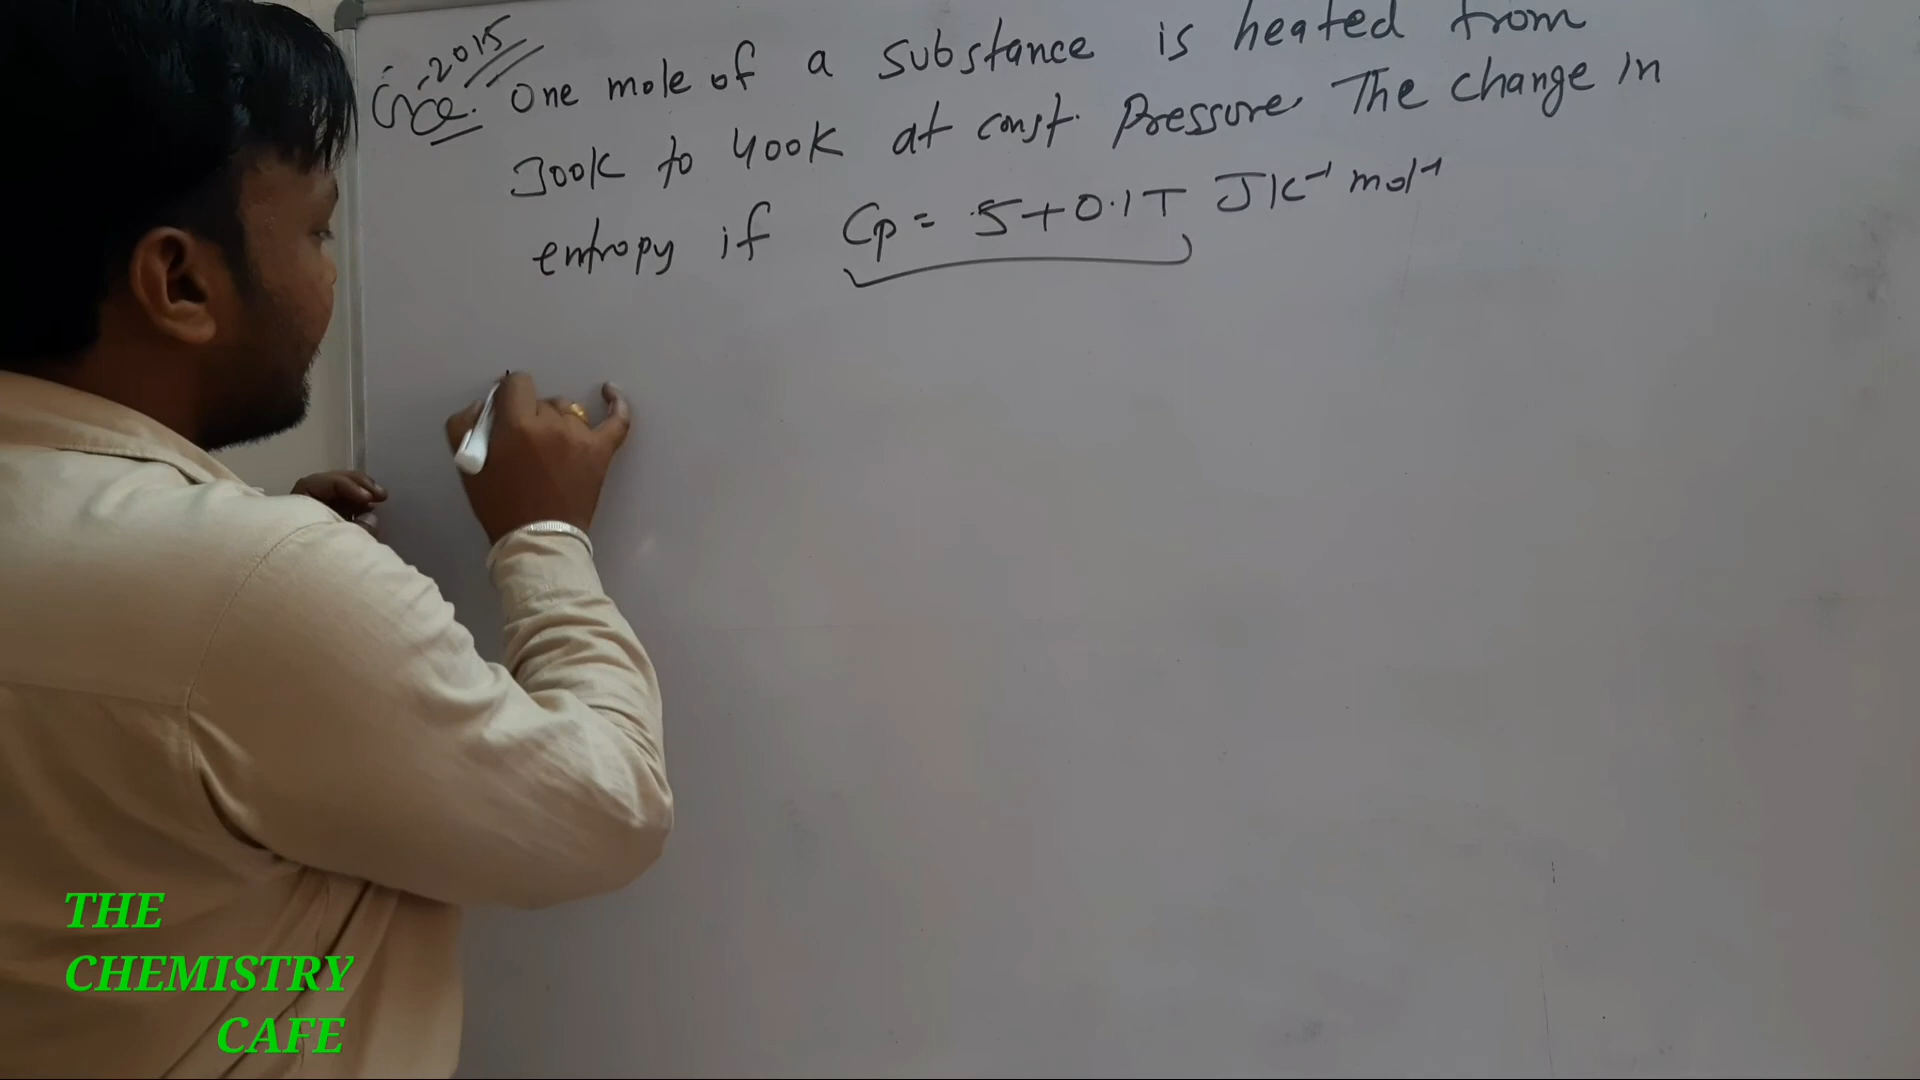 -2015
One mole of a substance is heated from
300K to 400K at const. Pressure The change in
entropy if Cp = 5+0.1T JK⁻¹ mol⁻¹
THE
CHEMISTRY
CAFE